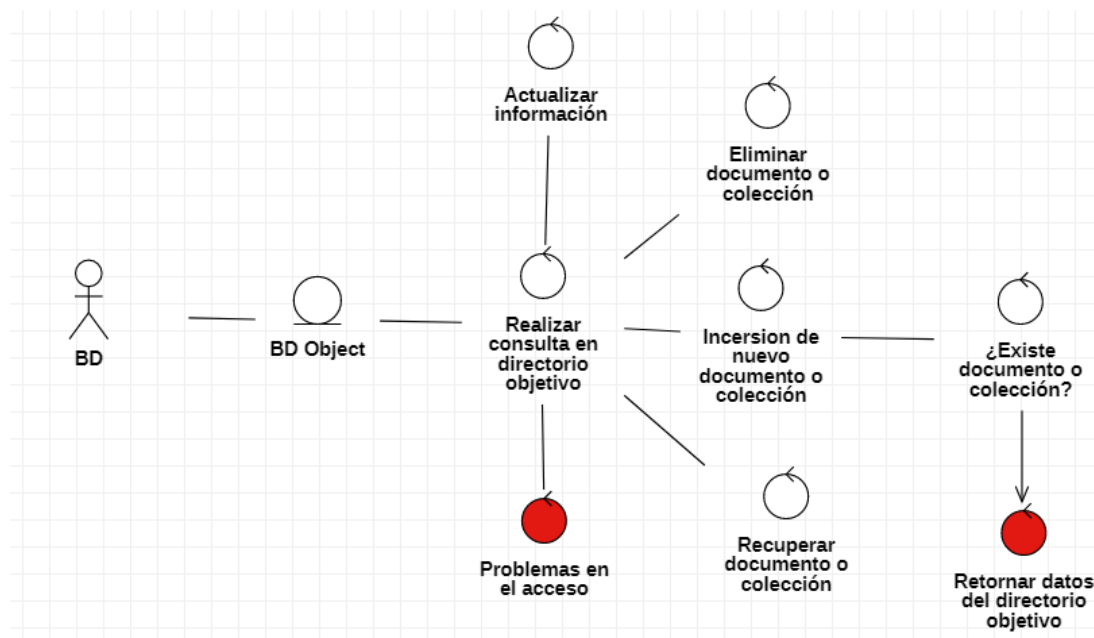 Actualizar
información
Eliminar
documento o
colección
BD
BD Object
Realizar
consulta en
directorio
objetivo
Incersion de
nuevo
documento o
colección
¿Existe
documento o
colección?
Problemas en
el acceso
Recuperar
documento o
colección
Retornar datos
del directorio
objetivo